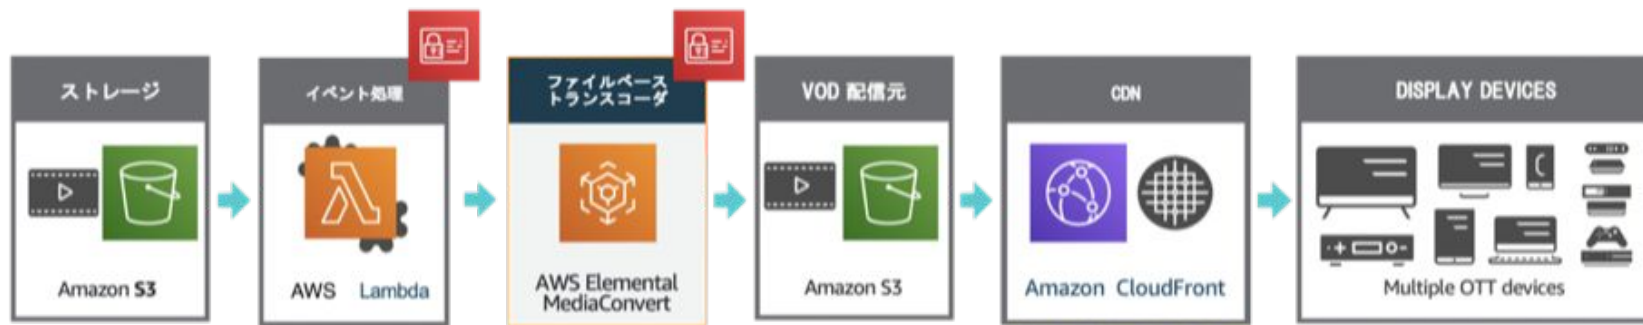 ストレージ
Amazon S3
イベント処理
AWS Lambda
ファイルベース
トランスコーダ
AWS Elemental
MediaConvert
VOD 配信元
Amazon S3
CDN
Amazon CloudFront
DISPLAY DEVICES
Multiple OTT devices